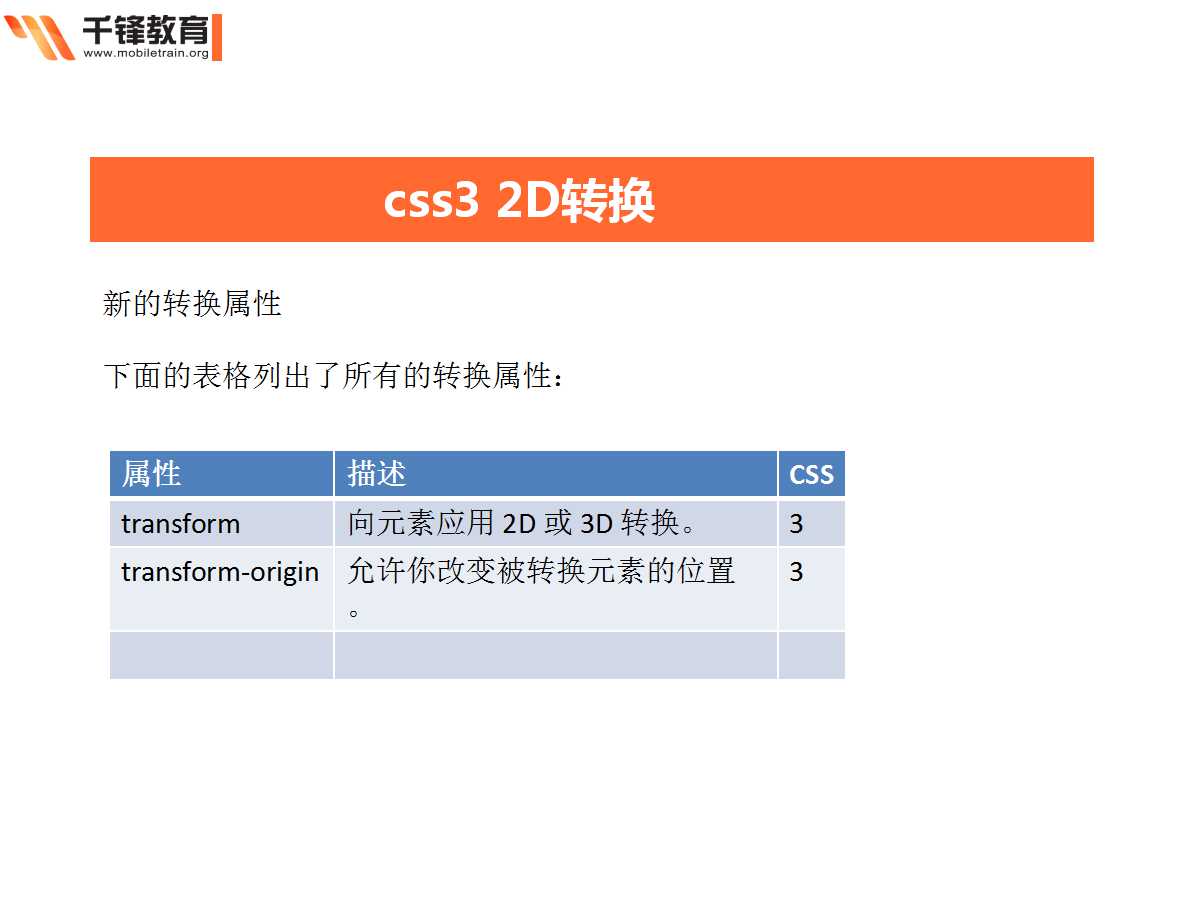 千锋教育
www.mobiletrain.org
css3 2D转换
新的转换属性
下面的表格列出了所有的转换属性：
属性 描述 CSS
transform 向元素应用 2D 或 3D 转换。 3
transform-origin 允许你改变被转换元素的位置 3
。